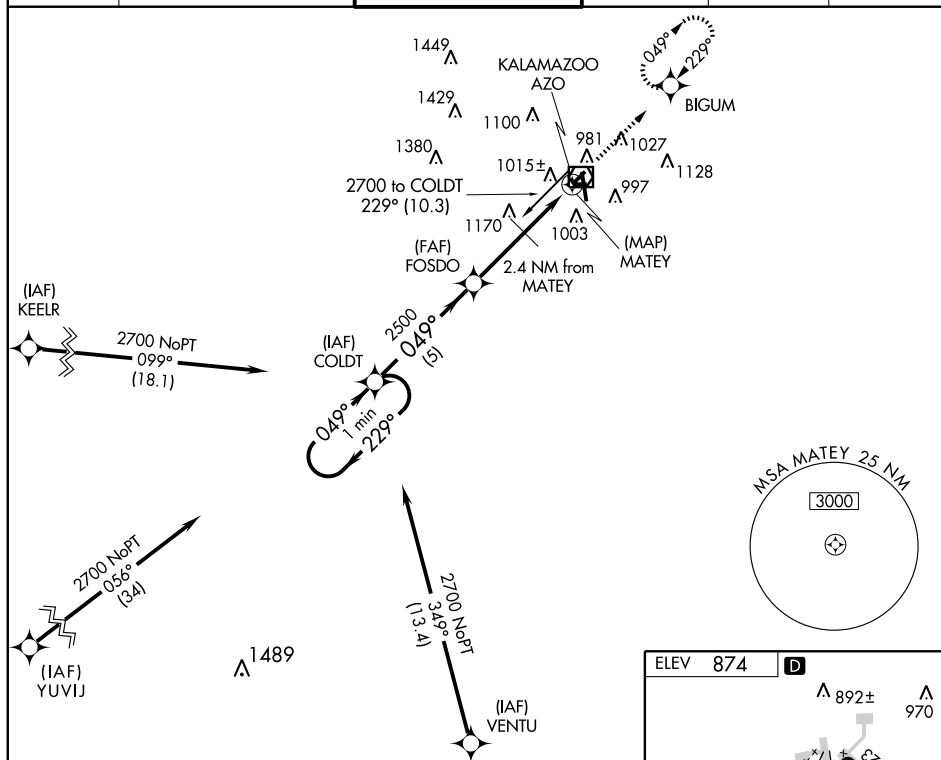 1449
049°
229°
KALAMAZOO
AZO
BIGUM
1429
1100
981
1027
1380
1015±
1128
2700 to COLDT
229° (10.3)
997
1170
1003
(MAP)
MATEY
(FAF)
FOSDO
2.4 NM from
MATEY
(IAF)
KEELR
2700 NoPT
099°
(18.1)
(IAF)
COLDT
2500
049°
(5)
049°
1 min
229°
MSA MATEY 25 NM
3000
2700 NoPT
056°
(34)
2700 NoPT
349°
(13.4)
(IAF)
YUVIJ
1489
(IAF)
VENTU
ELEV 874
D
892±
970
23